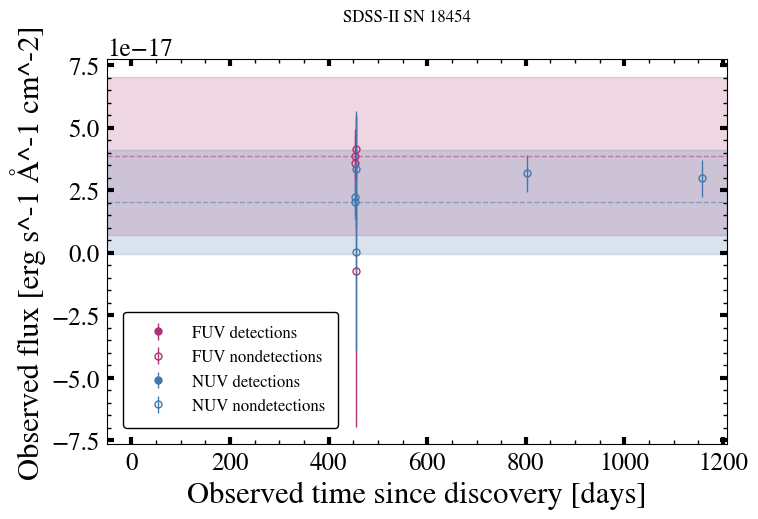 SDSS-II SN 18454
1e−17
Observed flux [erg s^-1 Å^-1 cm^-2]
7.5
5.0
2.5
0.0
−2.5
−5.0
−7.5
FUV detections
FUV nondetections
NUV detections
NUV nondetections
0 200 400 600 800 1000 1200
Observed time since discovery [days]